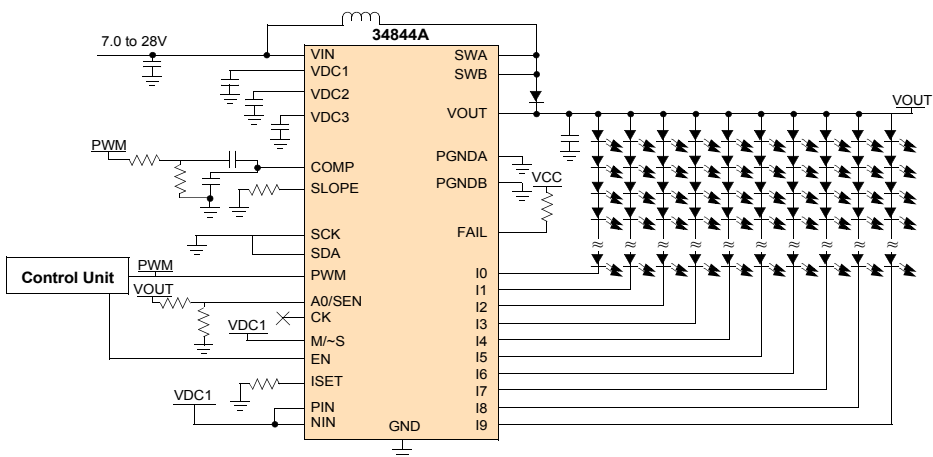 34844A
7.0 to 28V
VIN
VDC1
VDC2
VDC3
COMP
SLOPE
SCK
SDA
PWM
A0/SEN
CK
M/~S
EN
ISET
PIN
NIN
GND
SWA
SWB
VOUT
PGNDA
PGNDB
FAIL
I0
I1
I2
I3
I4
I5
I6
I7
I8
I9
PWM
Control Unit
PWM
VOUT
VDC1
VDC1
VCC
VOUT